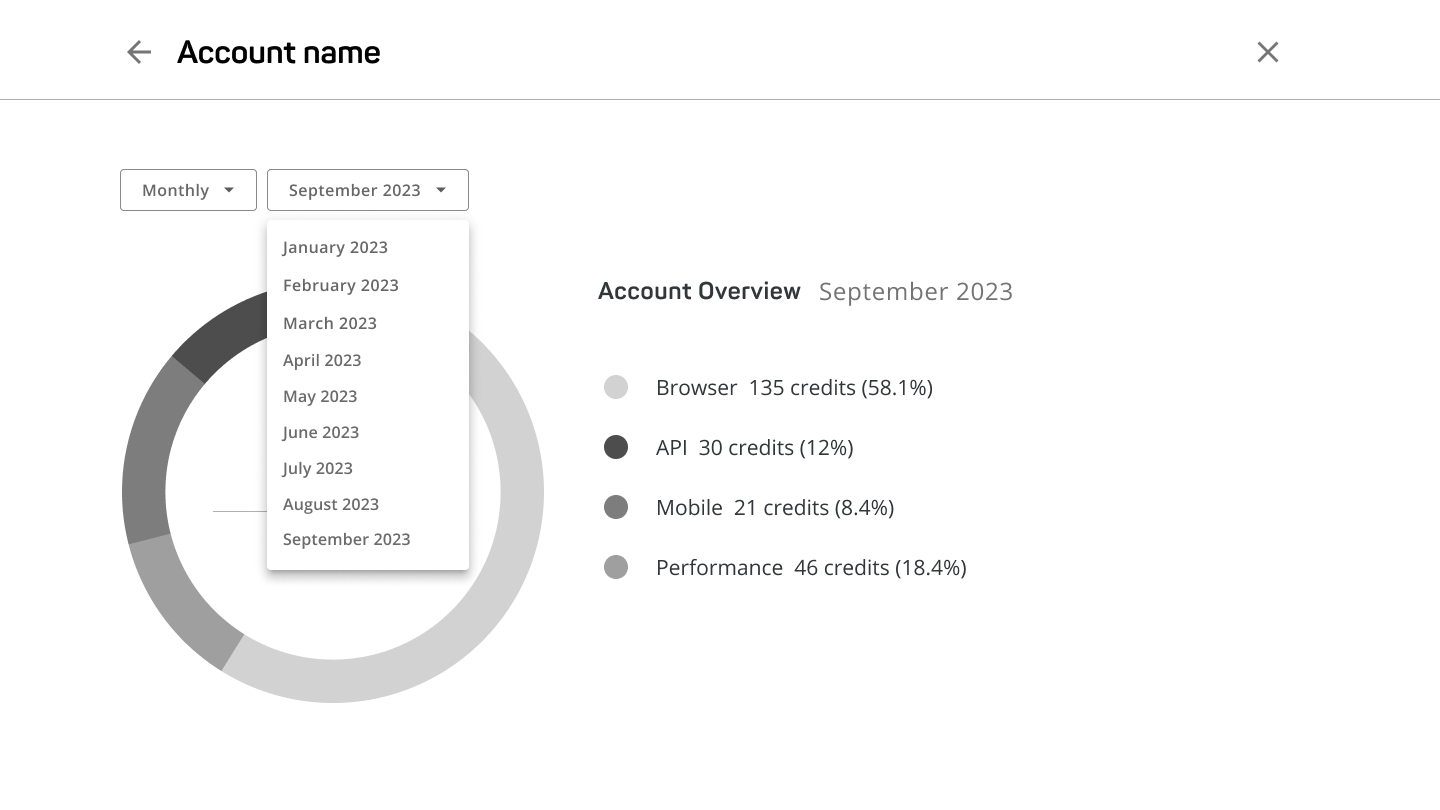 Account name
Monthly
September 2023
January 2023
February 2023
March 2023
April 2023
May 2023
June 2023
July 2023
August 2023
September 2023
Account Overview September 2023
Browser 135 credits (58.1%)
API 30 credits (12%)
Mobile 21 credits (8.4%)
Performance 46 credits (18.4%)